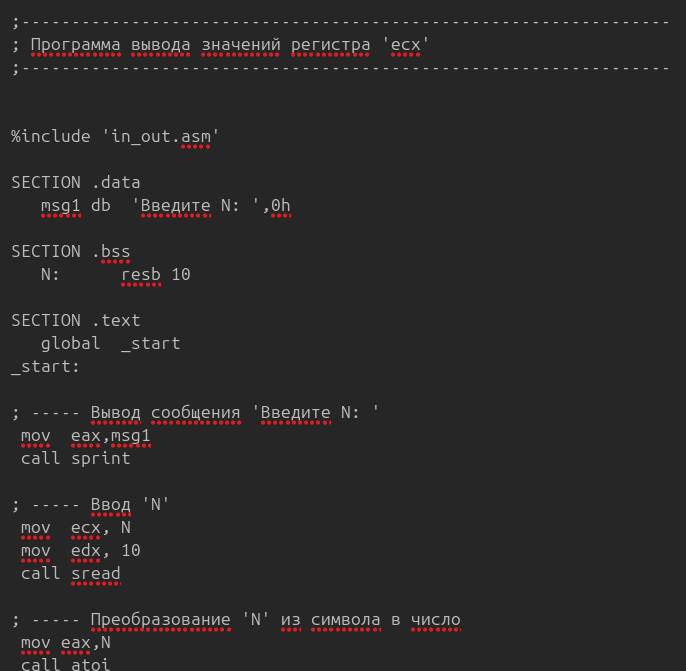 ;-----------------------------------------------------------------
; Программа вывода значений регистра 'ecx'
;-----------------------------------------------------------------
%include 'in_out.asm'
SECTION .data
msg1 db  'Введите N: ',0h
SECTION .bss
N:      resb 10
SECTION .text
global  _start
_start:
; ----- Вывод сообщения 'Введите N: '
mov  eax,msg1
call sprint
; ----- Ввод 'N'
mov  ecx, N
mov  edx, 10
call sread
; ----- Преобразование 'N' из символа в число
mov eax,N
call atoi